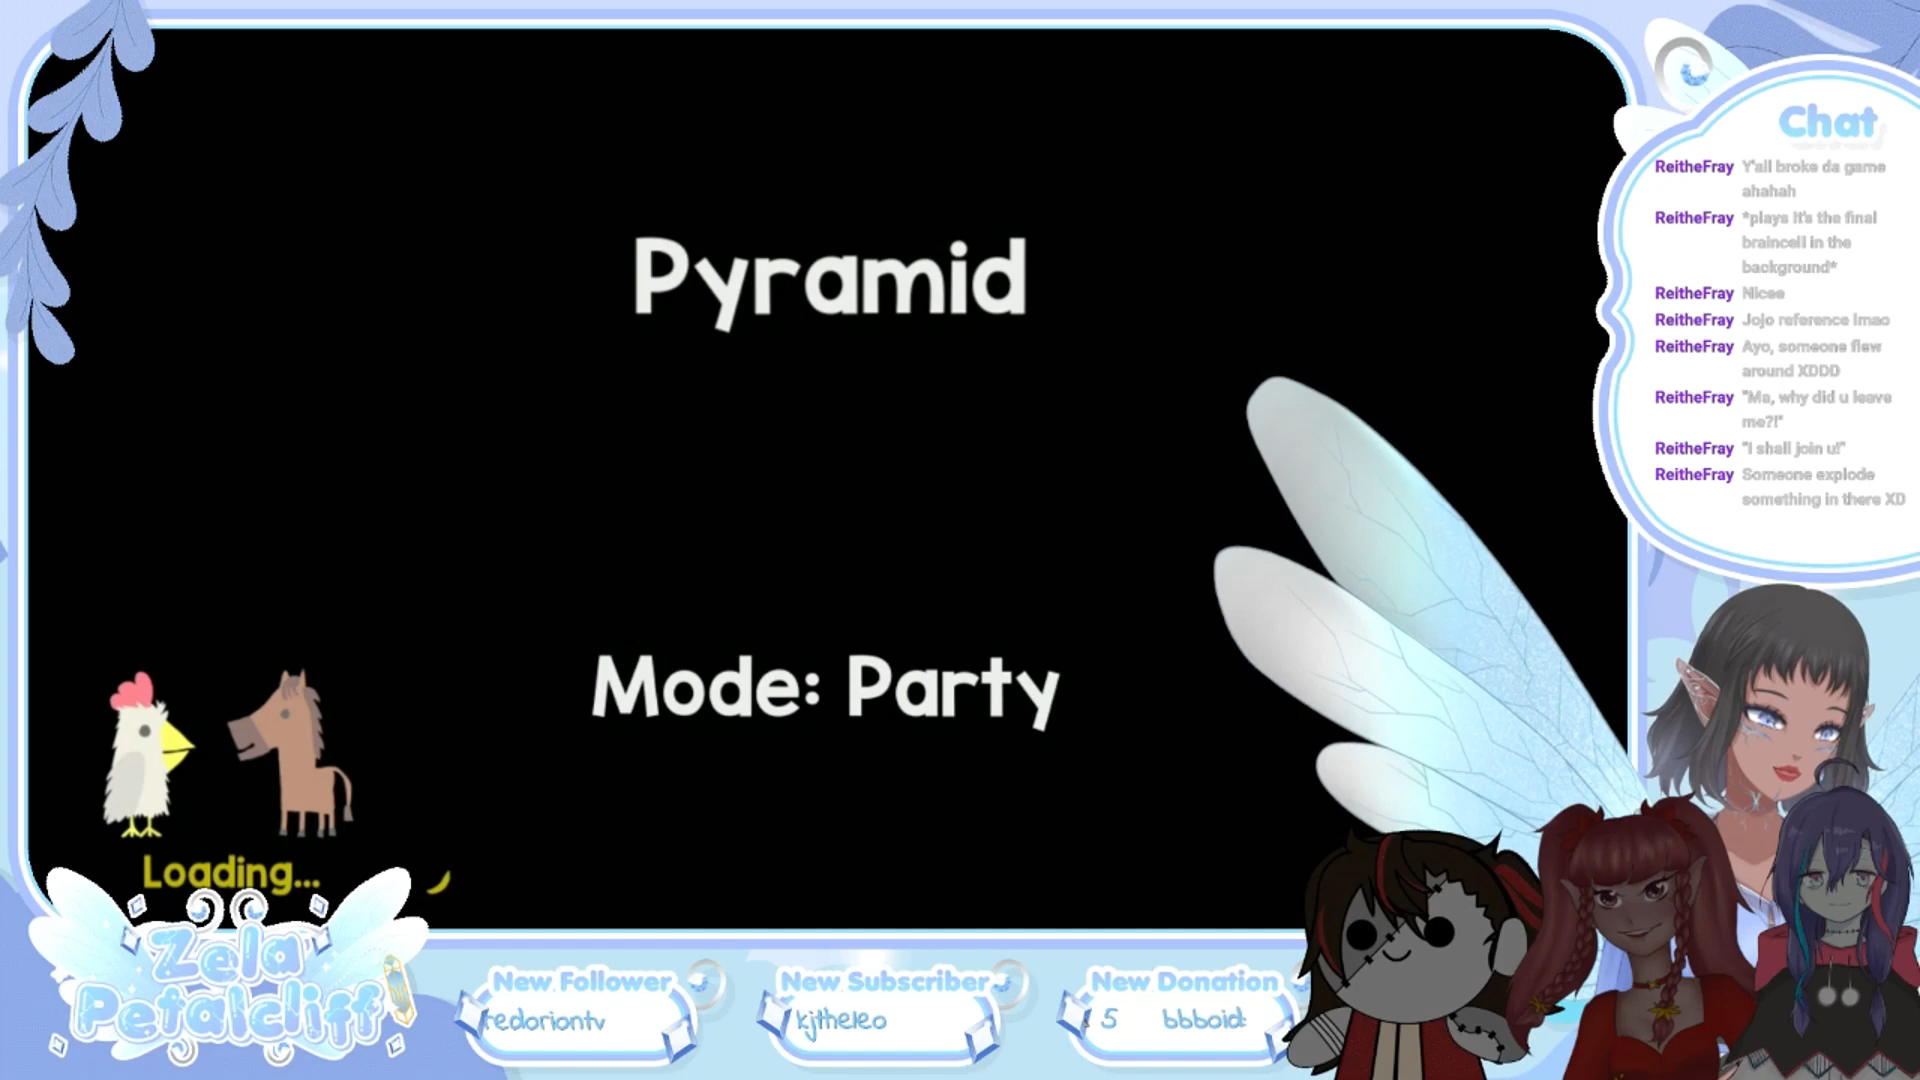 Pyramid
Mode: Party
Loading...
Chat
ReitheFray Y'all broke da game
ahahah
ReitheFray *plays It's the final
braincell in the
background*
ReitheFray Nicee
ReitheFray Jojo reference lmao
ReitheFray Ayo, someone flew
around XDDD
ReitheFray "Ma, why did u leave
me?!"
ReitheFray "I shall join u!"
ReitheFray Someone explode
something in there XD
Zela
Petalcliff
New Follower
redoriontv
New Subscriber
kjtheleo
New Donation
5 bbboid